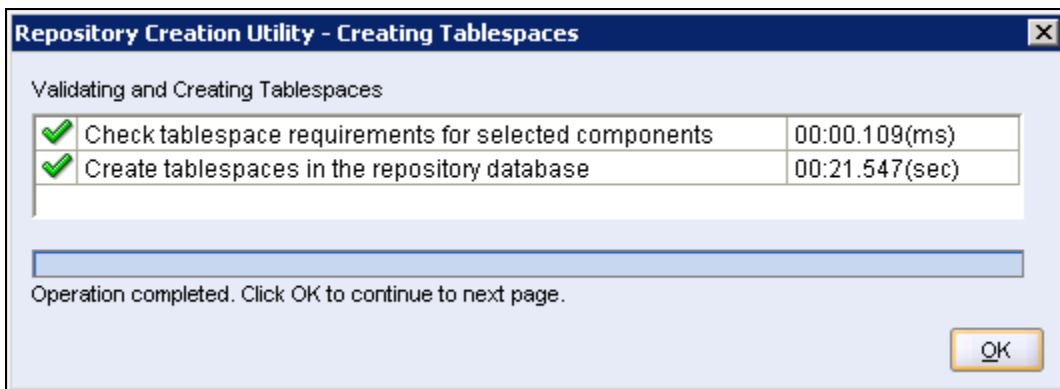 Repository Creation Utility - Creating Tablespaces
Validating and Creating Tablespaces
Check tablespace requirements for selected components 00:00.109(ms)
Create tablespaces in the repository database 00:21.547(sec)
Operation completed. Click OK to continue to next page.
OK